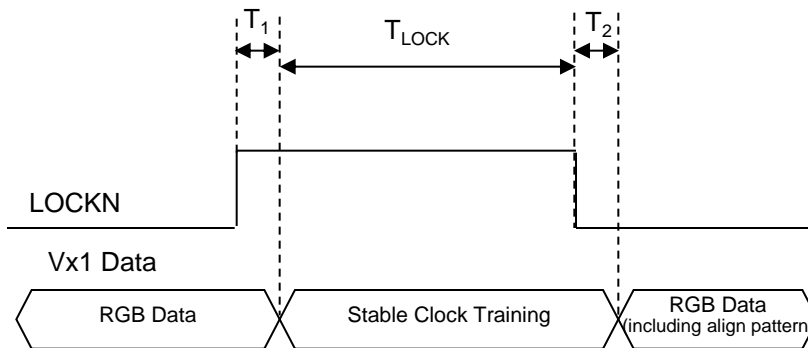 T1 TLOCK T2
LOCKN
Vx1 Data
RGB Data Stable Clock Training RGB Data
(including align pattern